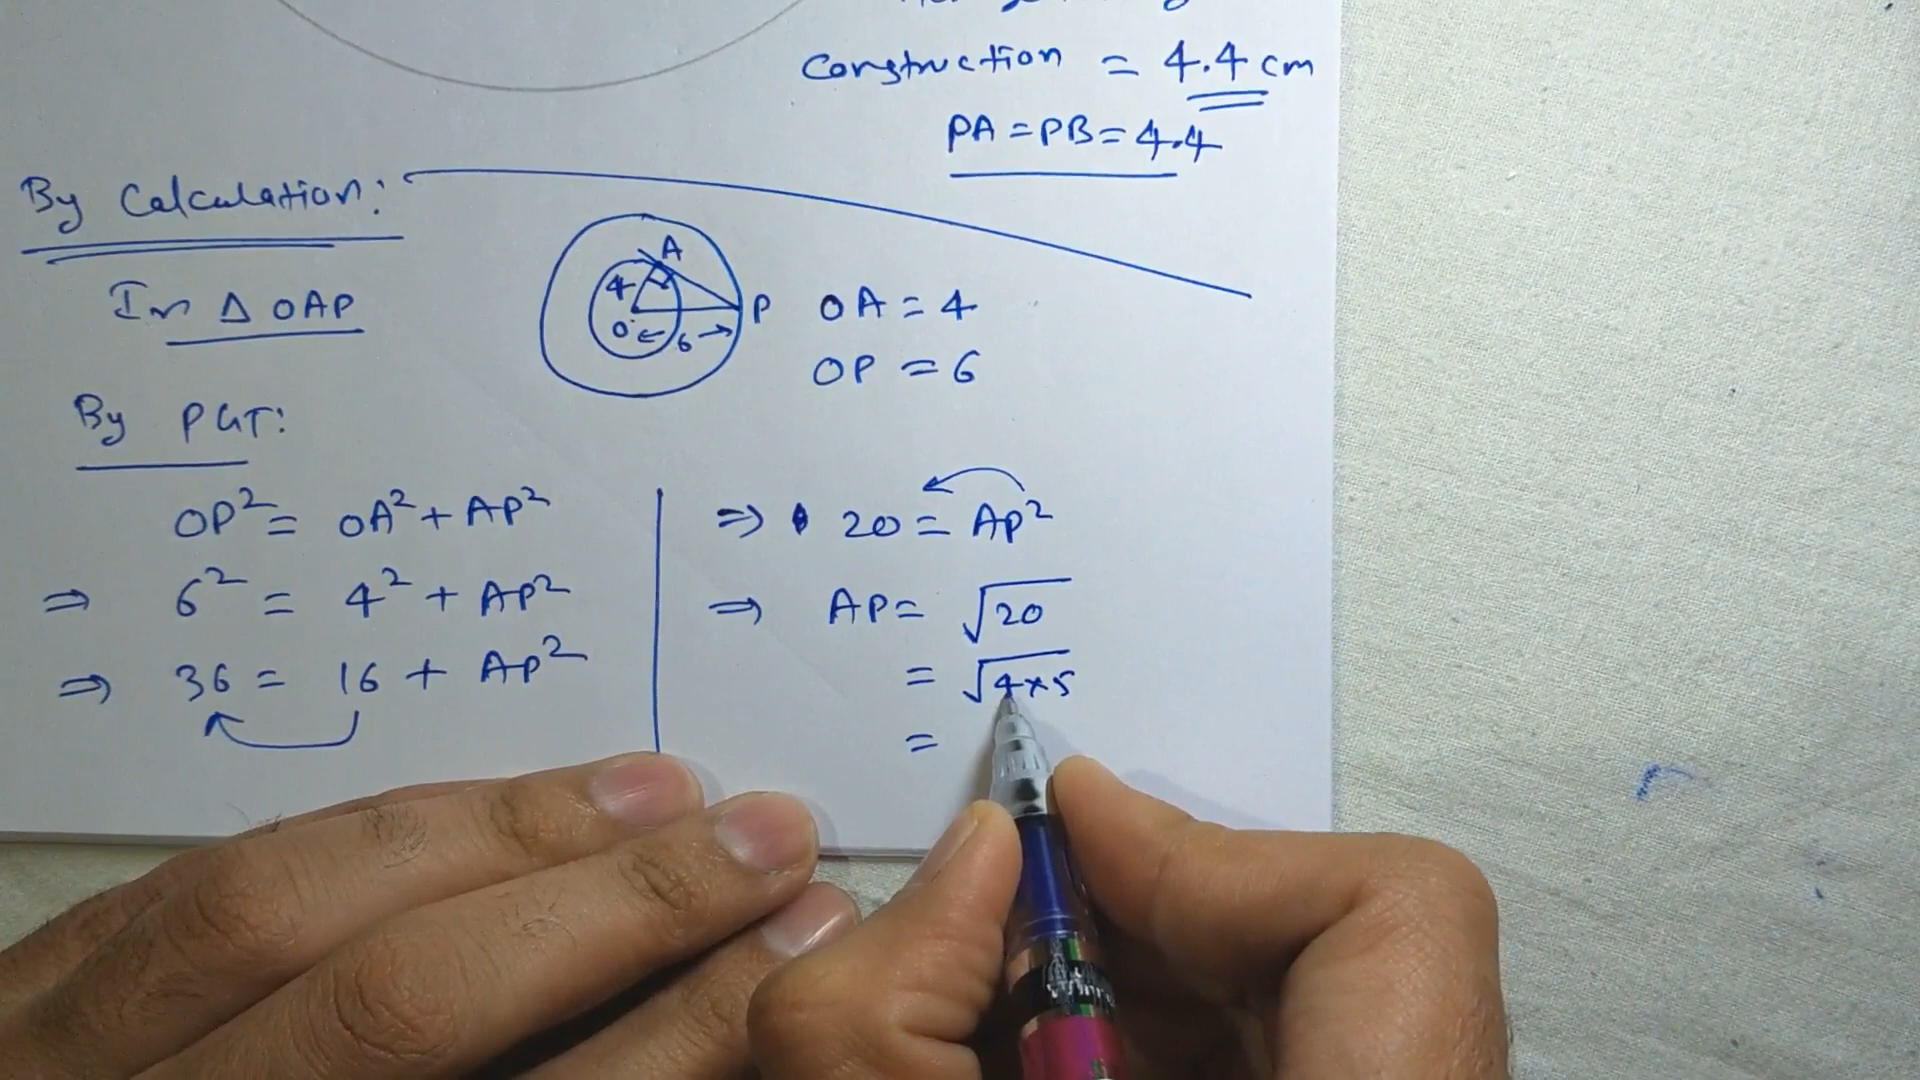 Construction = 4.4 cm
PA = PB = 4.4
By Calculation:
In Δ OAP
A
4
O
6
P
OA = 4
OP = 6
By PGT:
OP² = OA² + AP²
⇒ 6² = 4² + AP²
⇒ 36 = 16 + AP²
⇒ 20 = AP²
⇒ AP = √20
= √4×5
=